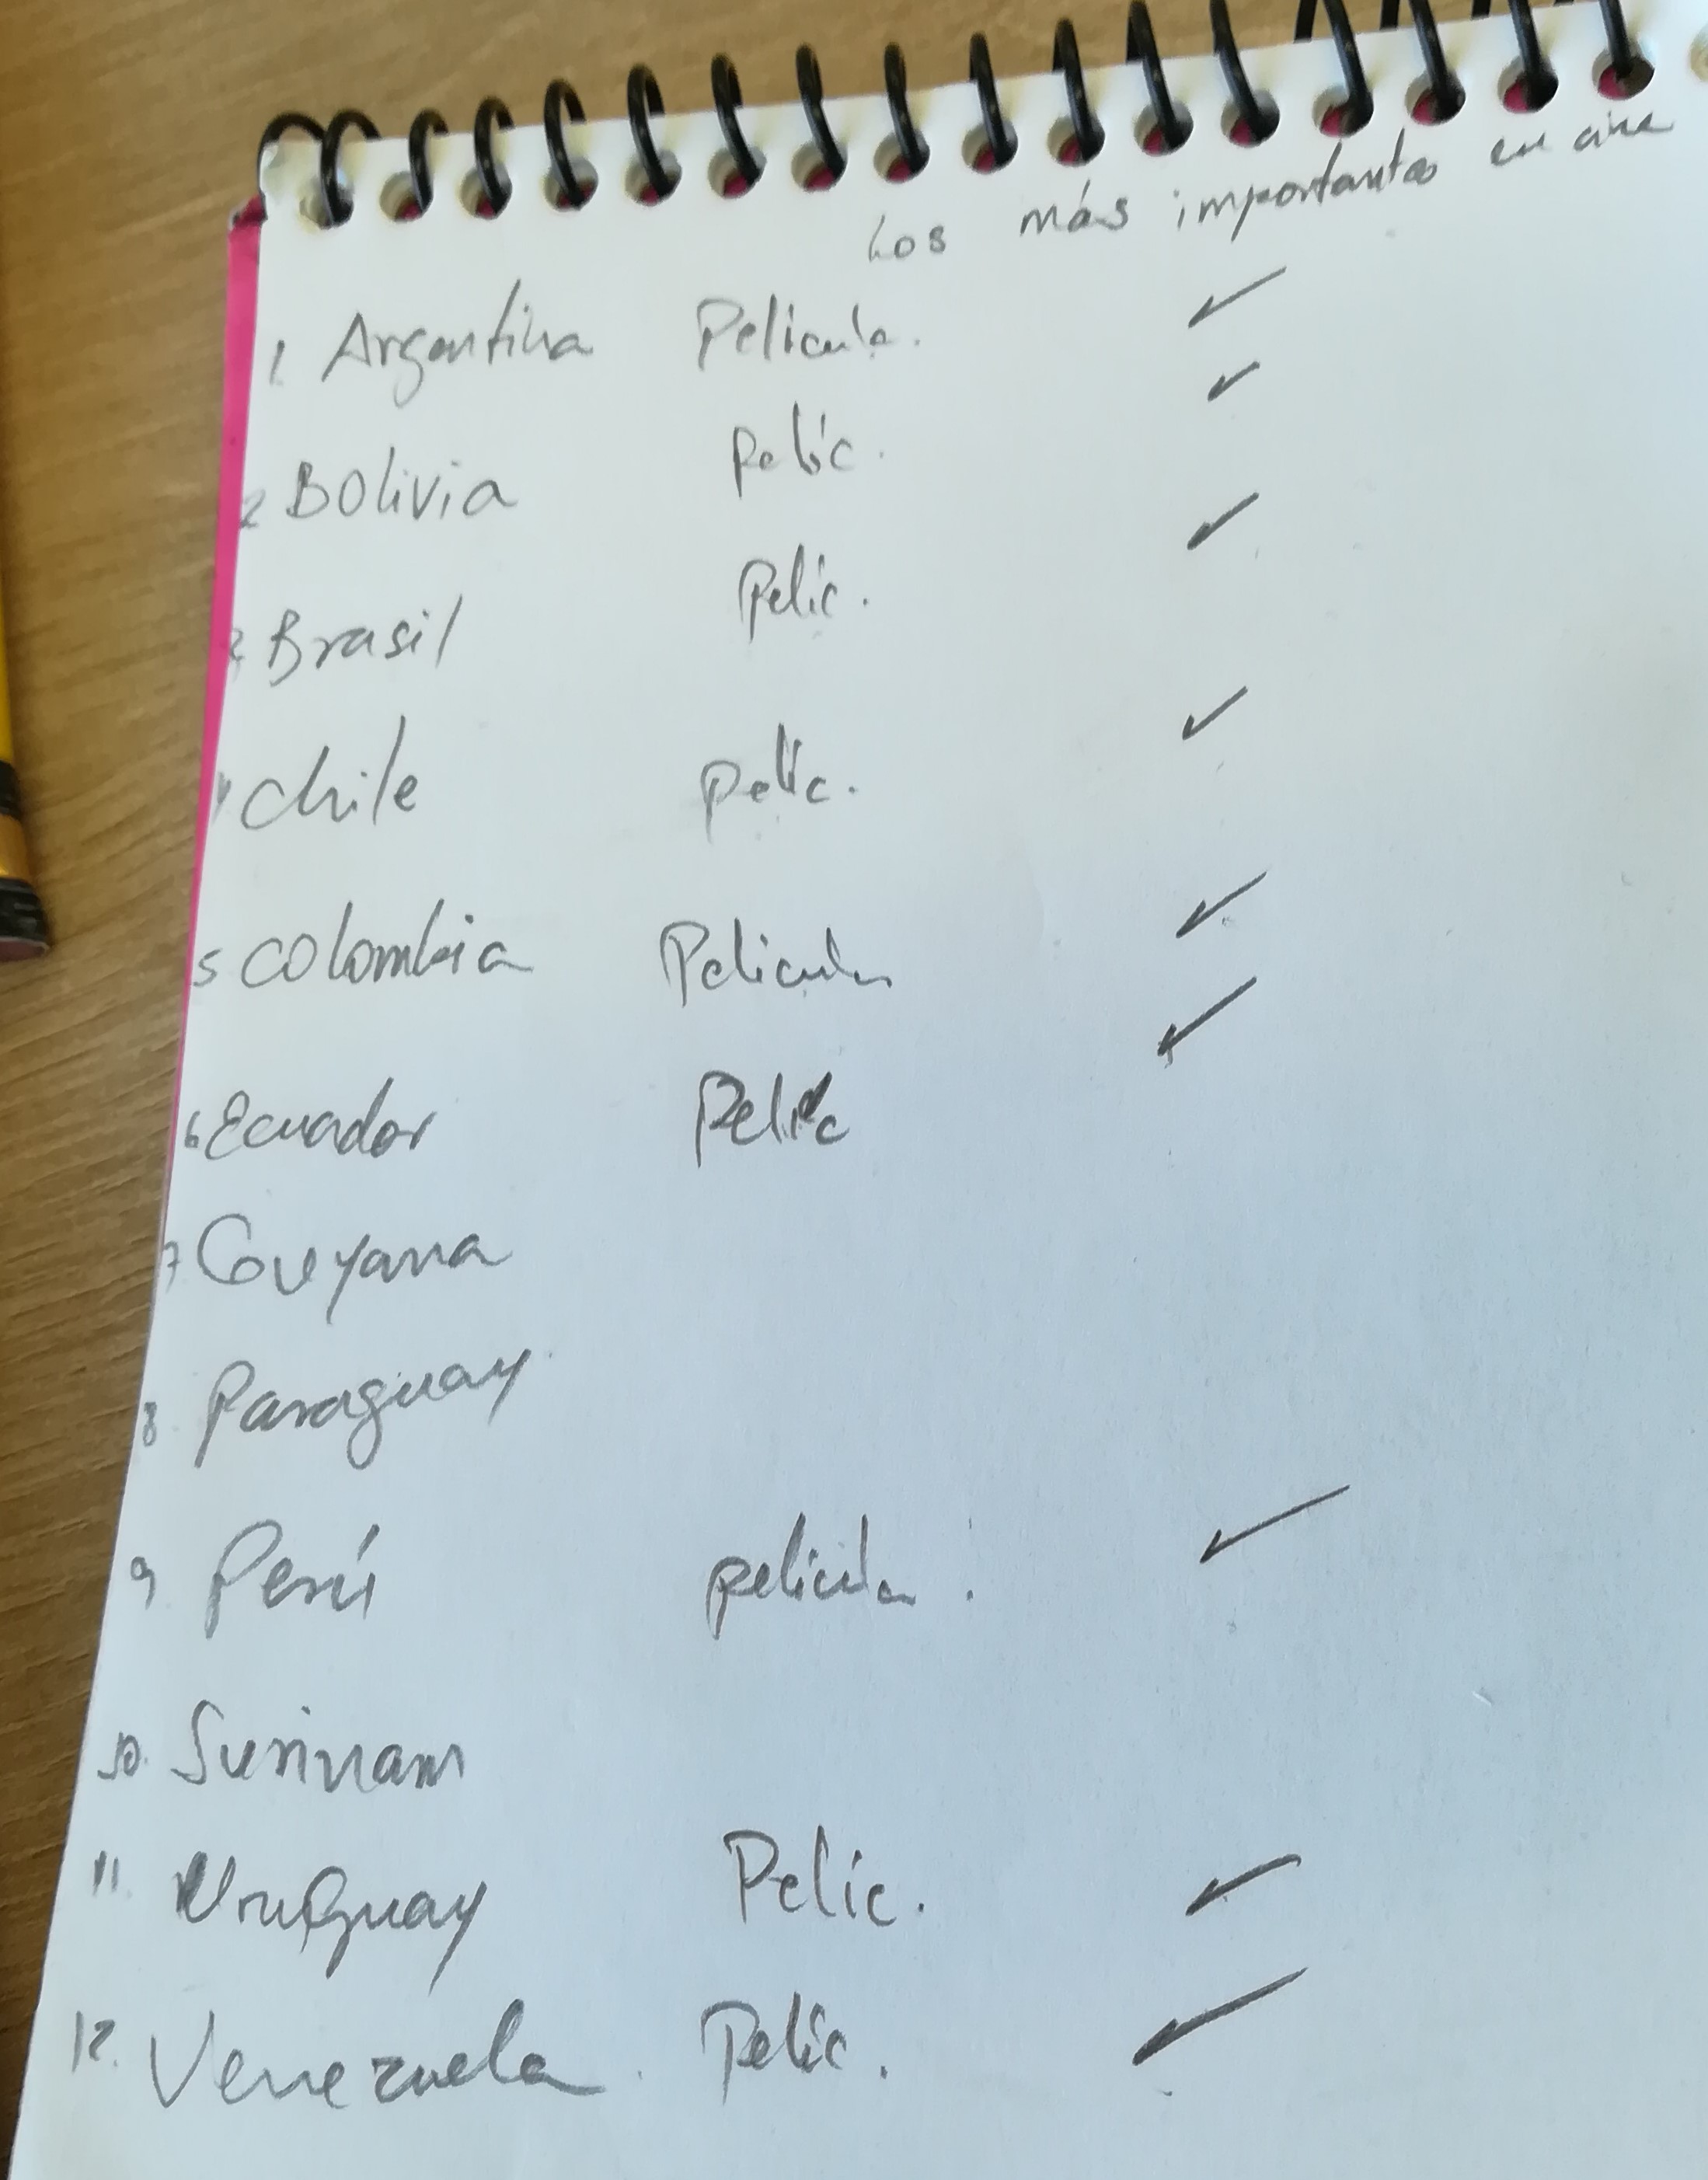 Los más importantes en cine
1. Argentina Pelicula. ✓
2 Bolivia Pelic. ✓
3 Brasil Pelic. ✓
4 Chile Pelic. ✓
5 Colombia Pelicula ✓
6 Ecuador Pelic ✓
7 Guyana
8. Paraguay
9. Perú pelicula. ✓
10. Surinam
11. Uruguay Pelic. ✓
12. Venezuela. Pelic. ✓